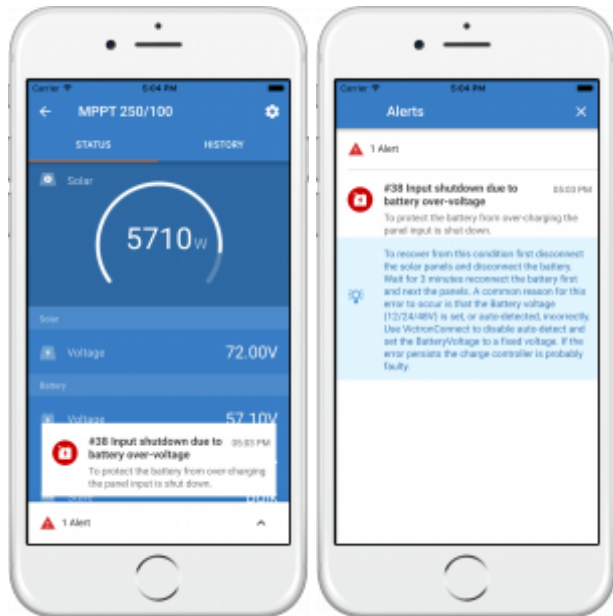 Carrier 5:04 PM
MPPT 250/100
STATUS HISTORY
Solar
5710W
Solar
Voltage 72.00V
Battery
Voltage 57.10V
#38 Input shutdown due to 05:03 PM
battery over-voltage
To protect the battery from over-charging
the panel input is shut down.
1 Alert
Carrier 5:04 PM
Alerts
1 Alert
#38 Input shutdown due to 05:03 PM
battery over-voltage
To protect the battery from over-charging the
panel input is shut down.
To recover from this condition first disconnect
the solar panels and disconnect the battery.
Wait for 3 minutes reconnect the battery first
and next the panels. A common reason for this
error to occur is that the Battery voltage
(12/24/48V) is set, or auto-detected, incorrectly.
Use VictronConnect to disable auto-detect and
set the BatteryVoltage to a fixed voltage. If the
error persists the charge controller is probably
faulty.